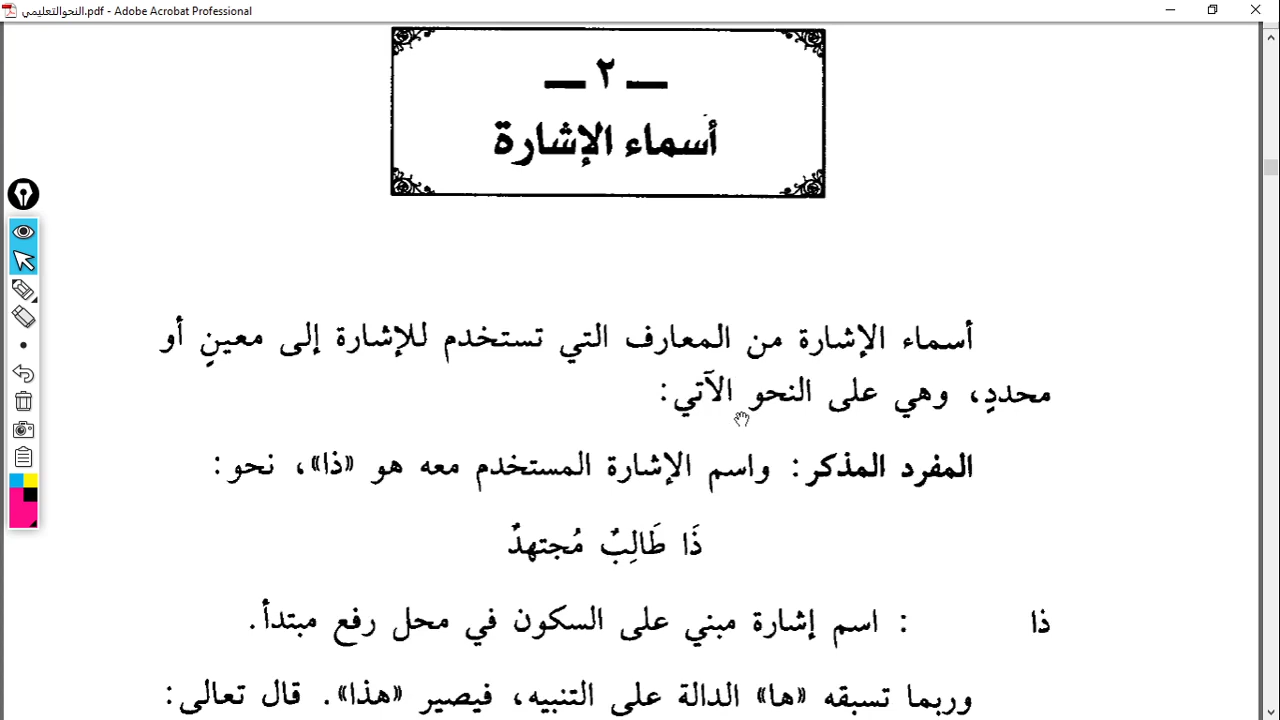 النحوالتعليمي.pdf - Adobe Acrobat Professional
— ٢ —
أسماء الإشارة
أسماء الإشارة من المعارف التي تستخدم للإشارة إلى معينٍ أو
محددٍ، وهي على النحو الآتي:
المفرد المذكر: واسم الإشارة المستخدم معه هو «ذا»، نحو:
ذَا طَالِبٌ مُجتهدٌ
ذا : اسم إشارة مبني على السكون في محل رفع مبتدأ.
وربما تسبقه «ها» الدالة على التنبيه، فيصير «هذا». قال تعالى: